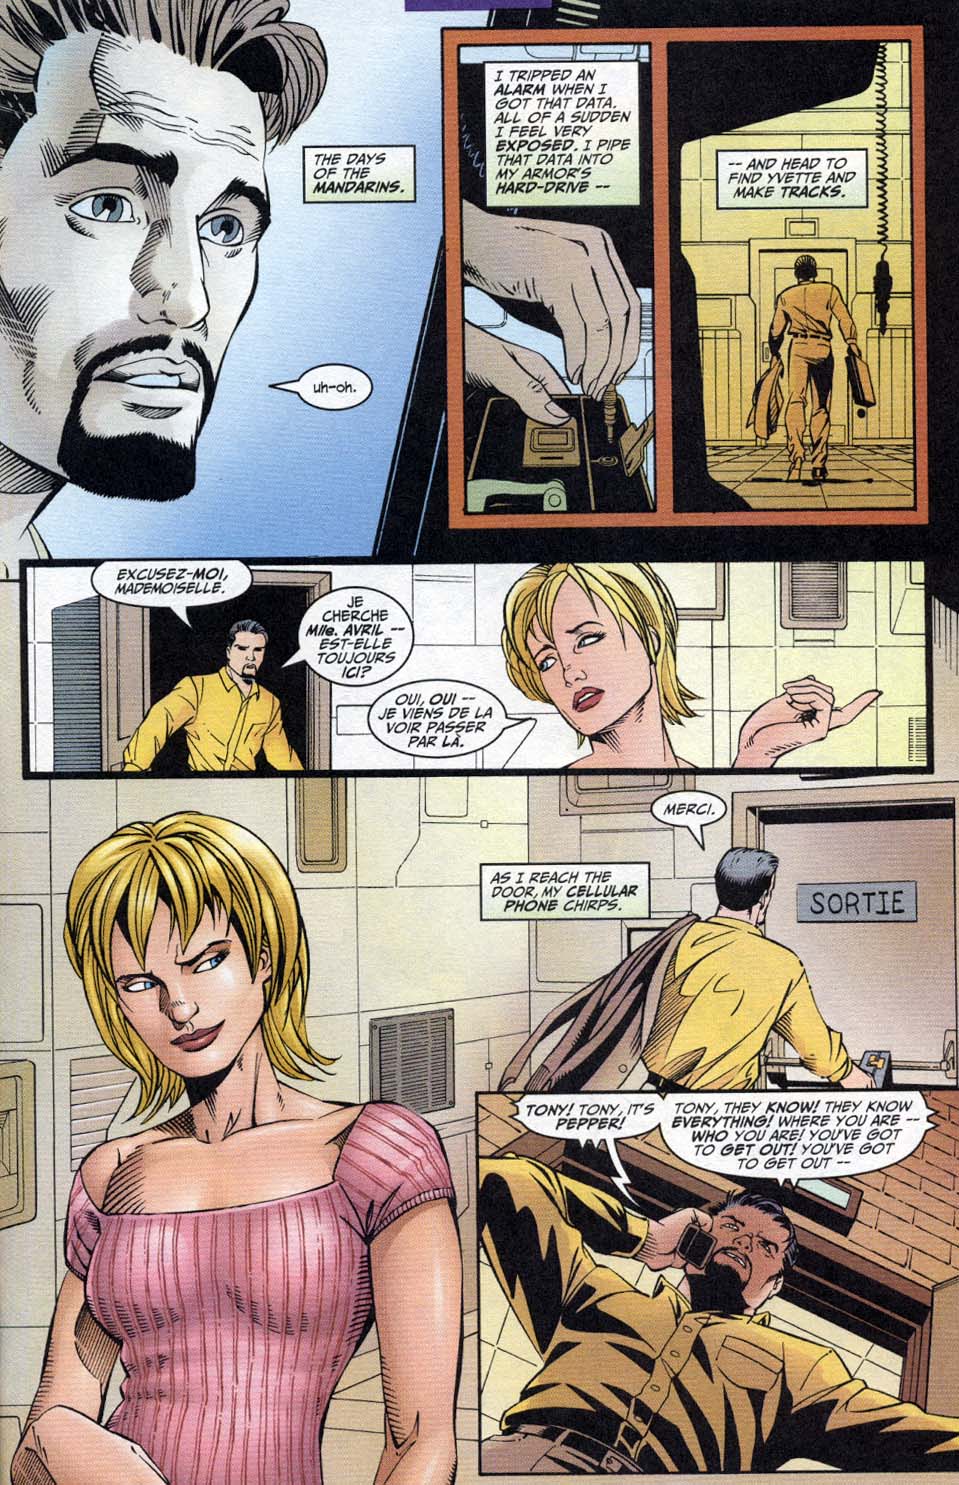 THE DAYS
OF THE
MANDARINS.
uh-oh.
I TRIPPED AN
ALARM WHEN I
GOT THAT DATA.
ALL OF A SUDDEN
I FEEL VERY
EXPOSED. I PIPE
THAT DATA INTO
MY ARMOR'S
HARD-DRIVE --
-- AND HEAD TO
FIND YVETTE AND
MAKE TRACKS.
EXCUSEZ-MOI,
MADEMOISELLE.
JE
CHERCHE
Mlle. AVRIL --
EST-ELLE
TOUJOURS
ICI?
OUI, OUI --
JE VIENS DE LA
VOIR PASSER
PAR LÀ.
MERCI.
AS I REACH THE
DOOR, MY CELLULAR
PHONE CHIRPS.
SORTIE
TONY! TONY, IT'S
PEPPER!
TONY, THEY KNOW! THEY KNOW
EVERYTHING! WHERE YOU ARE --
WHO YOU ARE! YOU'VE GOT
TO GET OUT! YOU'VE GOT
TO GET OUT --